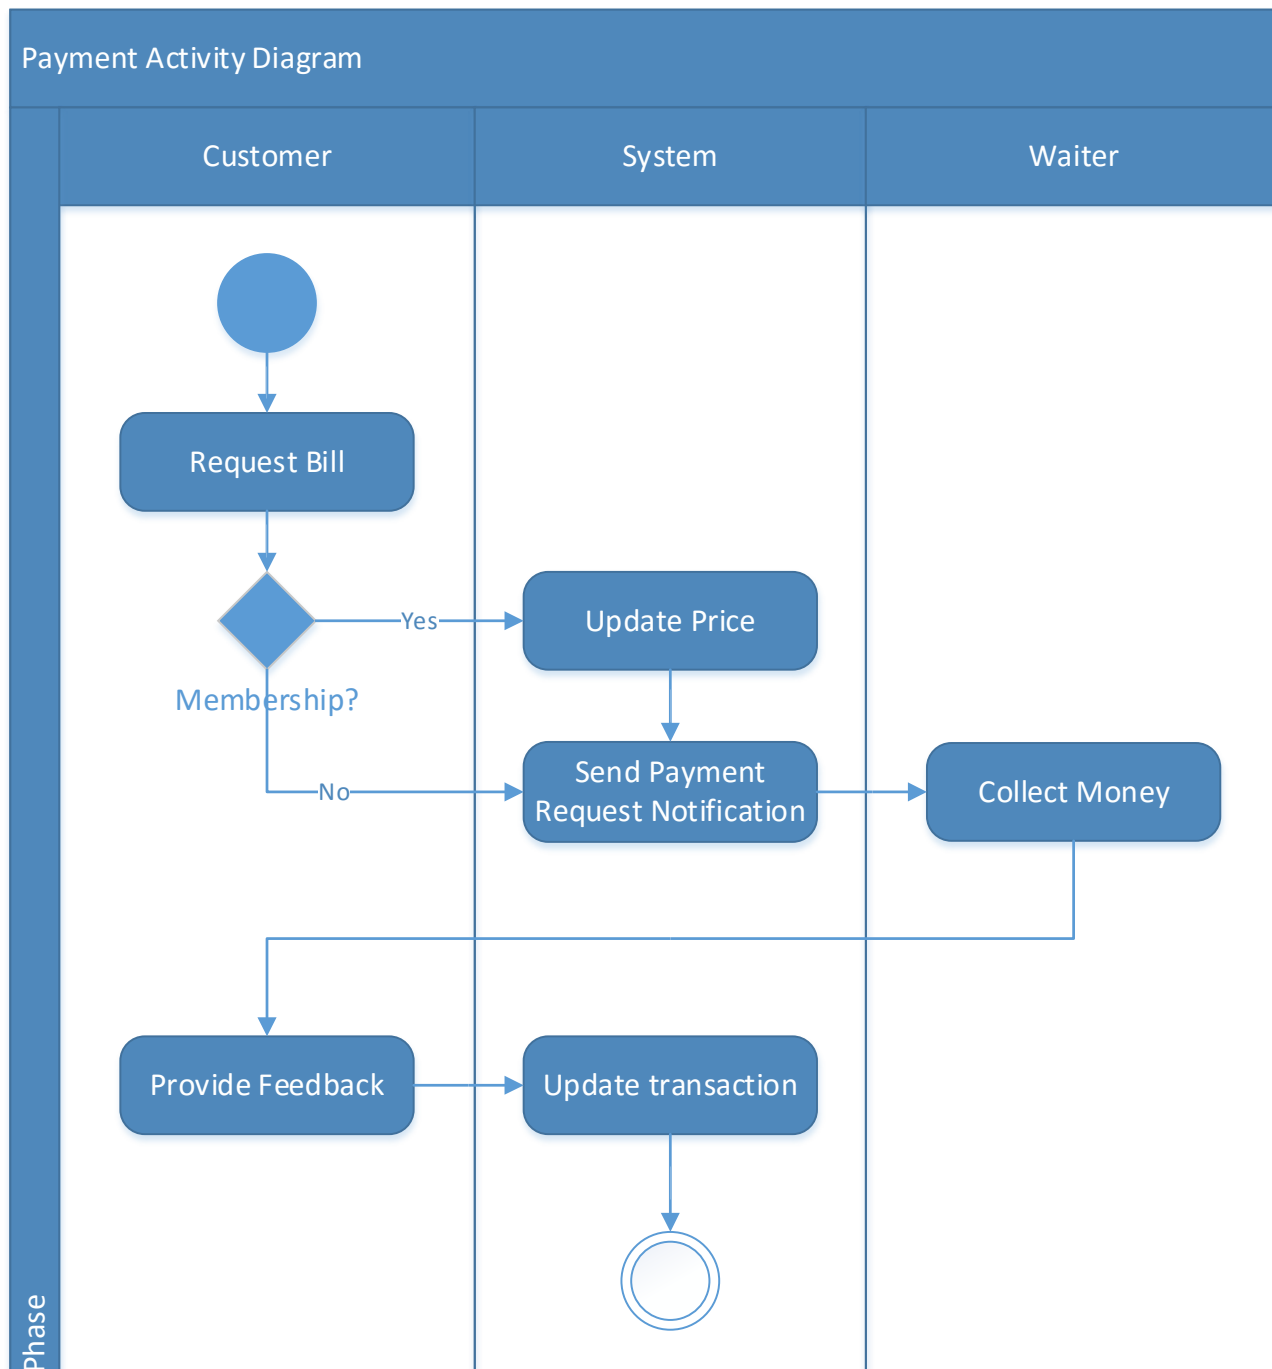 Payment Activity Diagram
Customer
System
Waiter
Request Bill
Yes
Update Price
Membership?
No
Send Payment
Request Notification
Collect Money
Provide Feedback
Update transaction
Phase